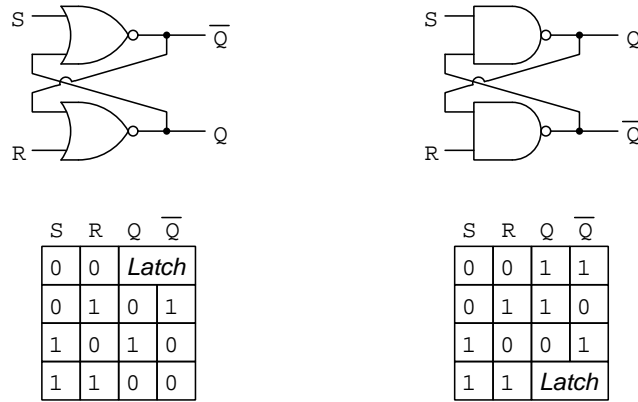 S
Q̅
Q
R
S
Q
Q̅
R
S R Q Q̅
0 0 Latch
0 1 0 1
1 0 1 0
1 1 0 0
S R Q Q̅
0 0 1 1
0 1 1 0
1 0 0 1
1 1 Latch